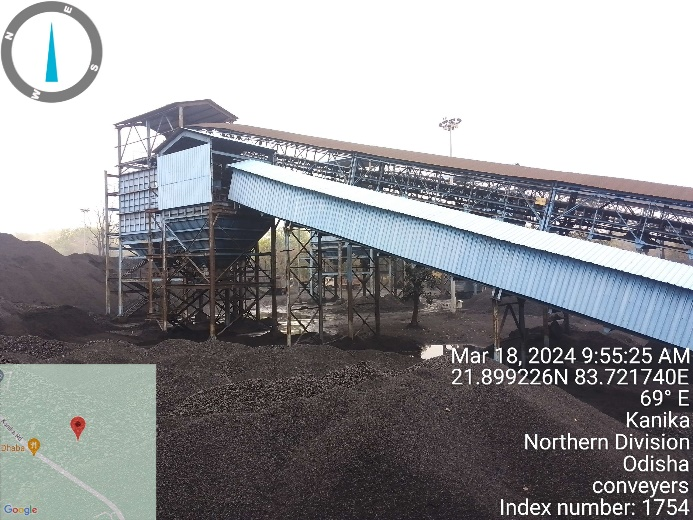 N
E
S
W
Mar 18, 2024 9:55:25 AM
21.899226N 83.721740E
69° E
Kanika
Northern Division
Odisha
conveyers
Index number: 1754
Dhaba
Google